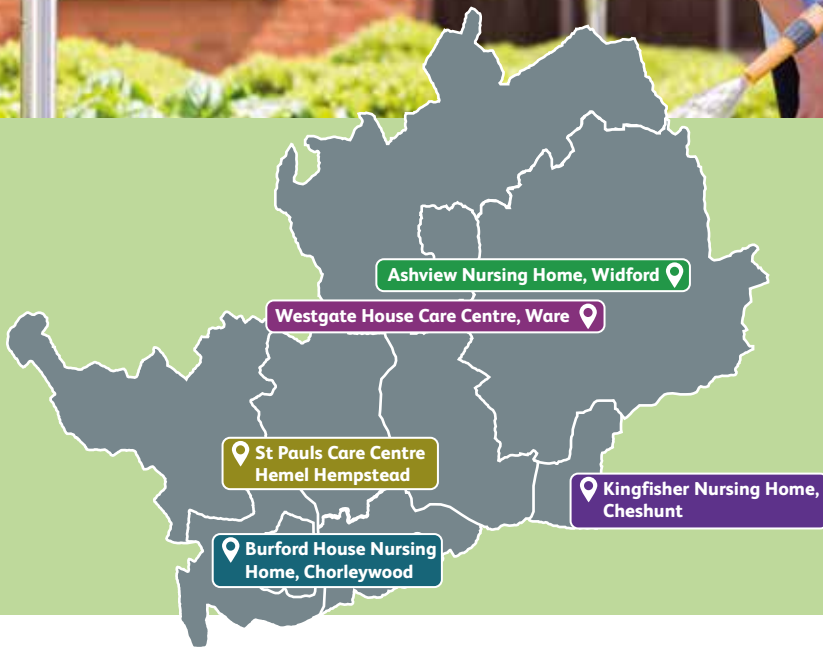 Ashview Nursing Home, Widford
Westgate House Care Centre, Ware
St Pauls Care Centre
Hemel Hempstead
Kingfisher Nursing Home,
Cheshunt
Burford House Nursing
Home, Chorleywood